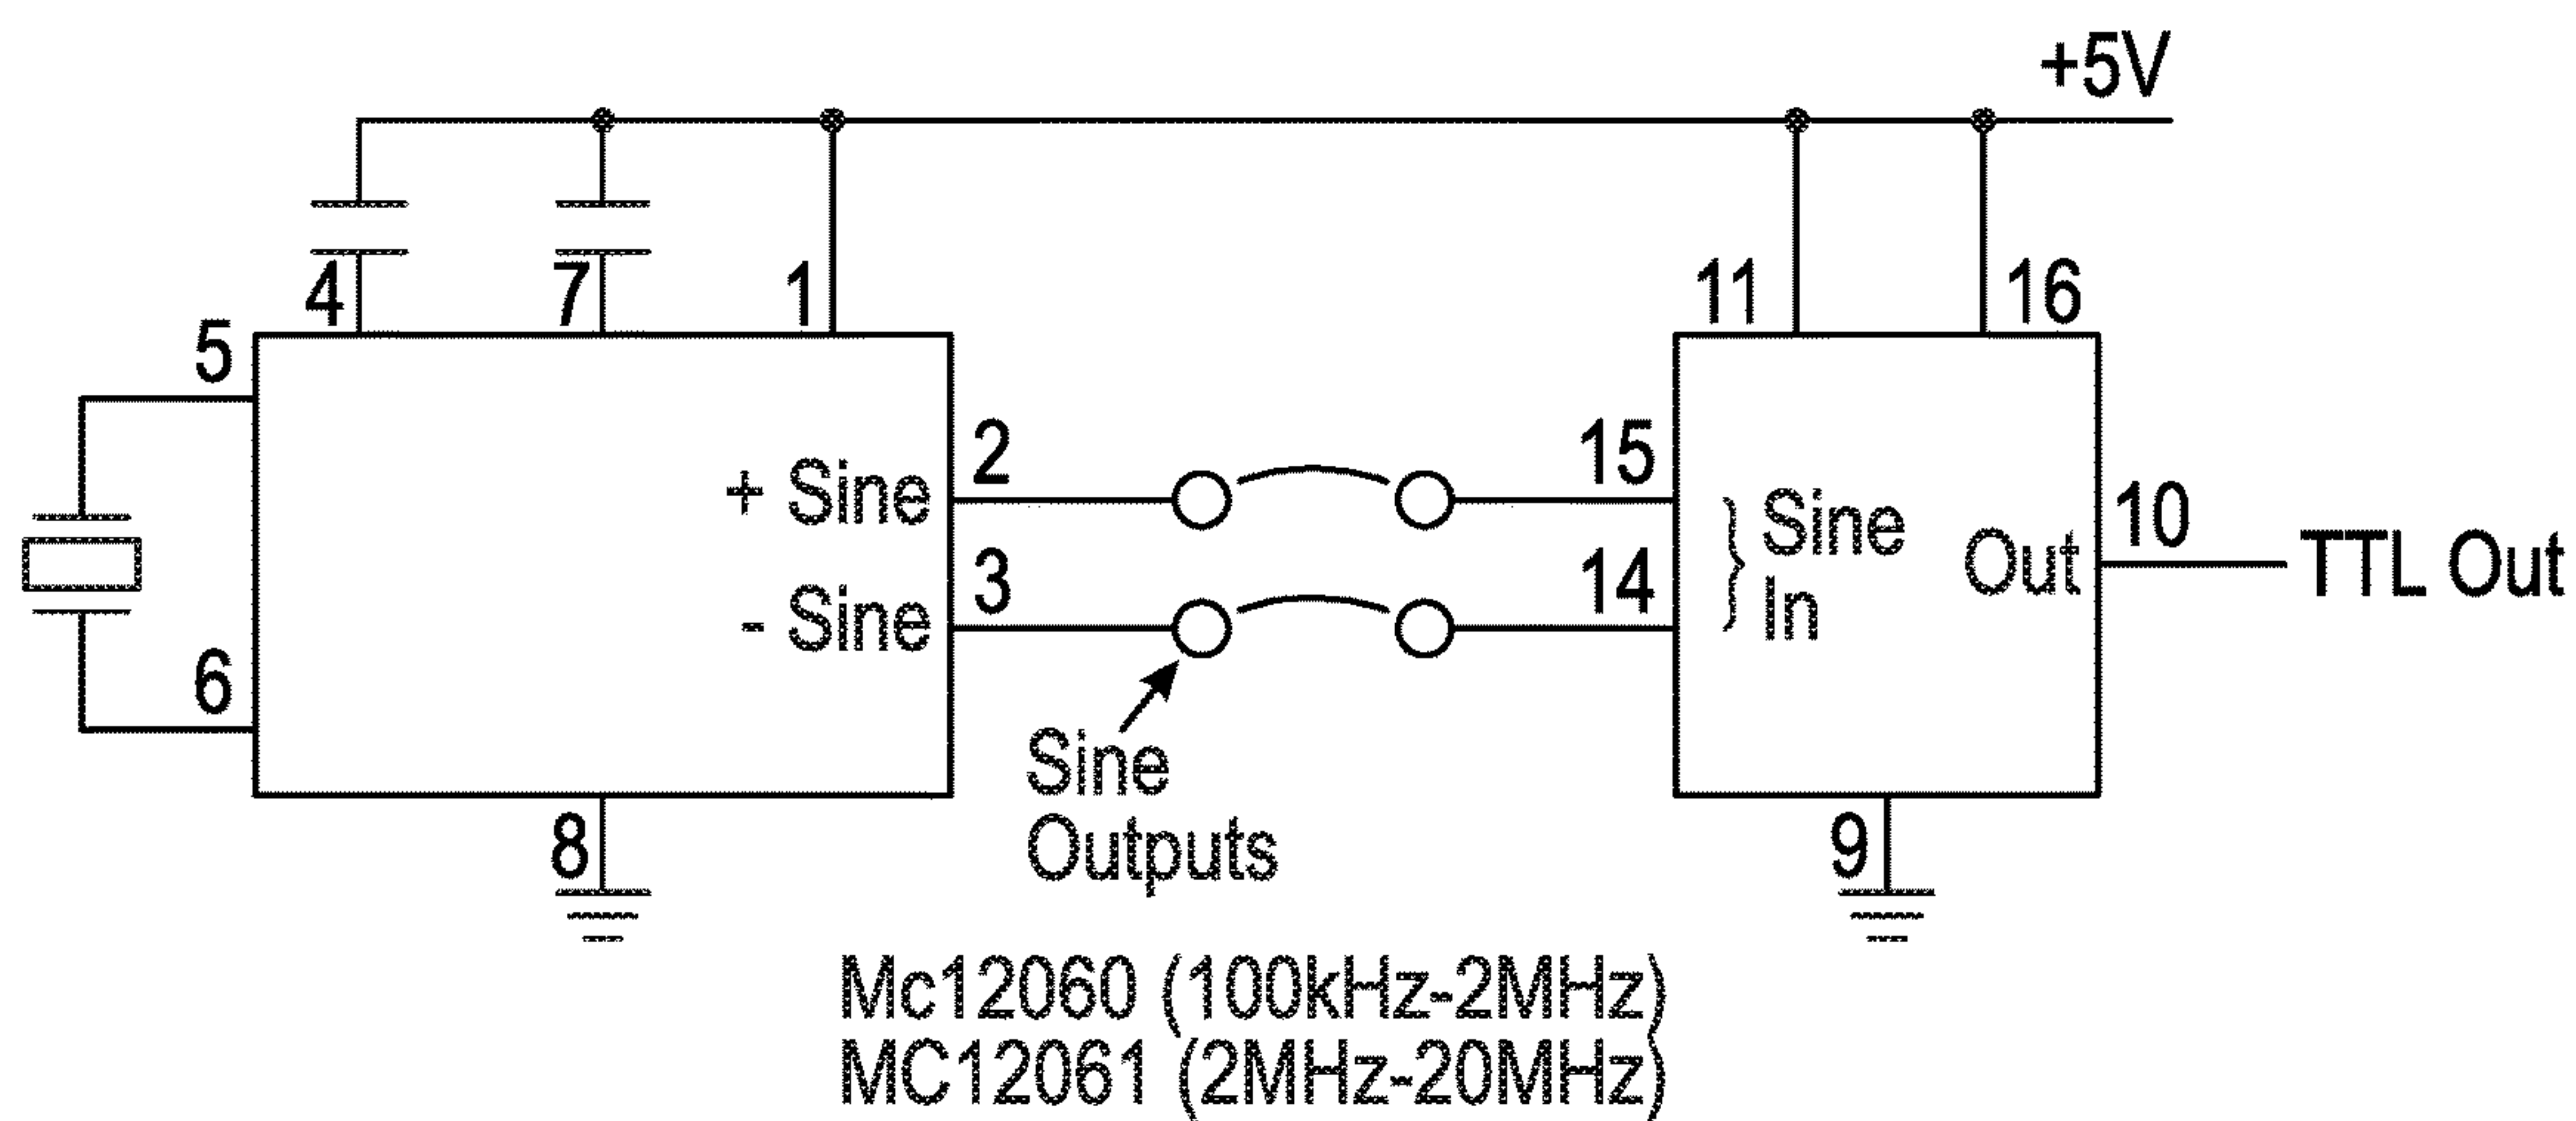 +5V
4
7
1
11
16
5
2
15
+ Sine
Sine
In
10
Out
TTL Out
3
14
- Sine
6
Sine
Outputs
8
9
Mc12060 (100kHz-2MHz)
MC12061 (2MHz-20MHz)